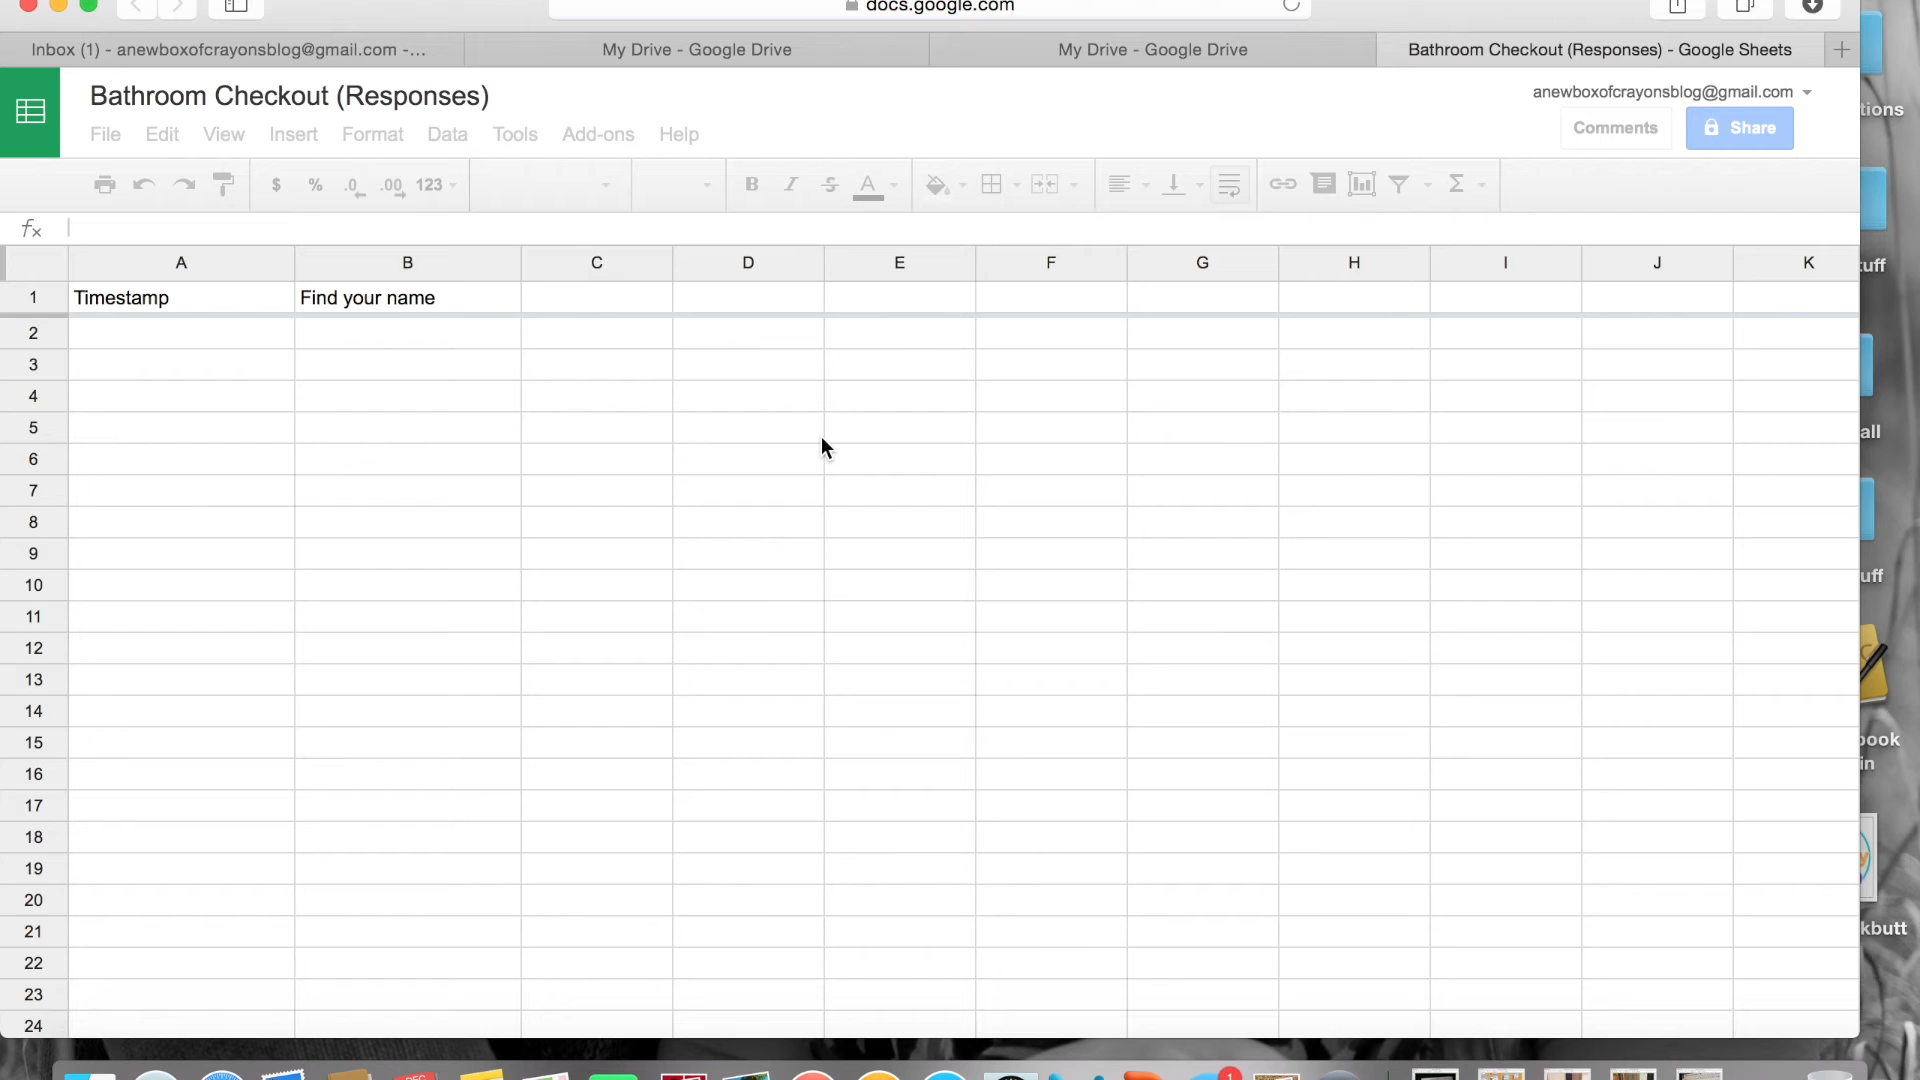 docs.google.com
Inbox (1) - anewboxofcrayonsblog@gmail.com -...
My Drive - Google Drive
My Drive - Google Drive
Bathroom Checkout (Responses) - Google Sheets
Bathroom Checkout (Responses)
anewboxofcrayonsblog@gmail.com
File Edit View Insert Format Data Tools Add-ons Help
Comments
Share
$ % .0 .00 123
B I S A Σ
fx
A B C D E F G H I J K
1 Timestamp Find your name
2
3
4
5
6
7
8
9
10
11
12
13
14
15
16
17
18
19
20
21
22
23
24
tions
uff
all
uff
book
in
kbutt
DEC
1